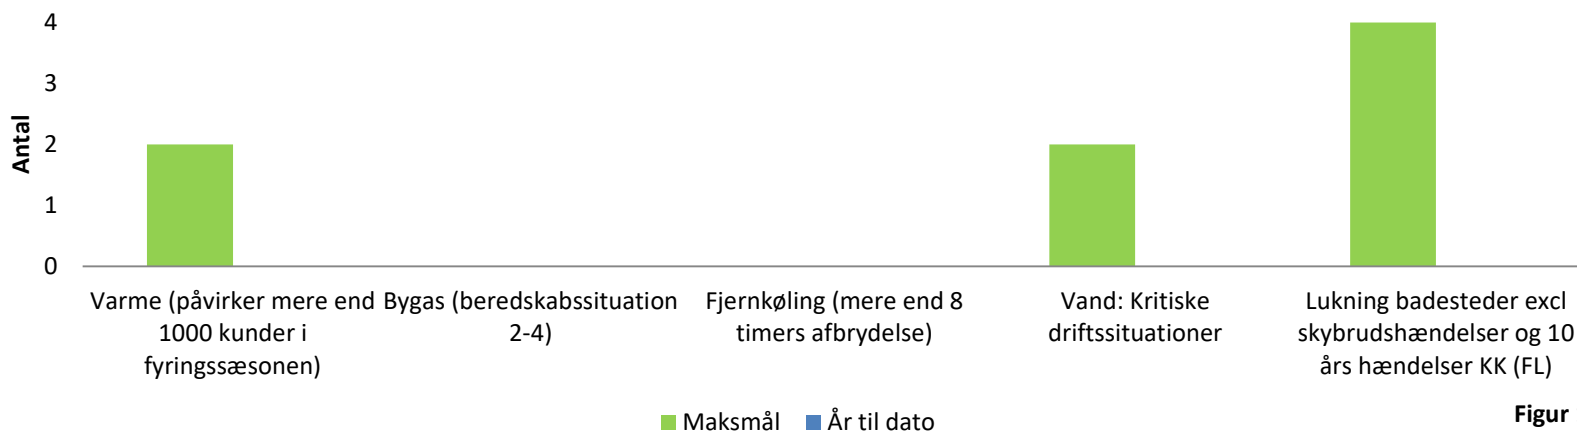 4
3
2
1
0
Antal
Varme (påvirker mere end
1000 kunder i
fyringssæsonen)
Bygas (beredskabssituation
2-4)
Fjernkøling (mere end 8
timers afbrydelse)
Vand: Kritiske
driftssituationer
Lukning badesteder excl
skybrudshændelser og 10
års hændelser KK (FL)
Maksmål
År til dato
Figur